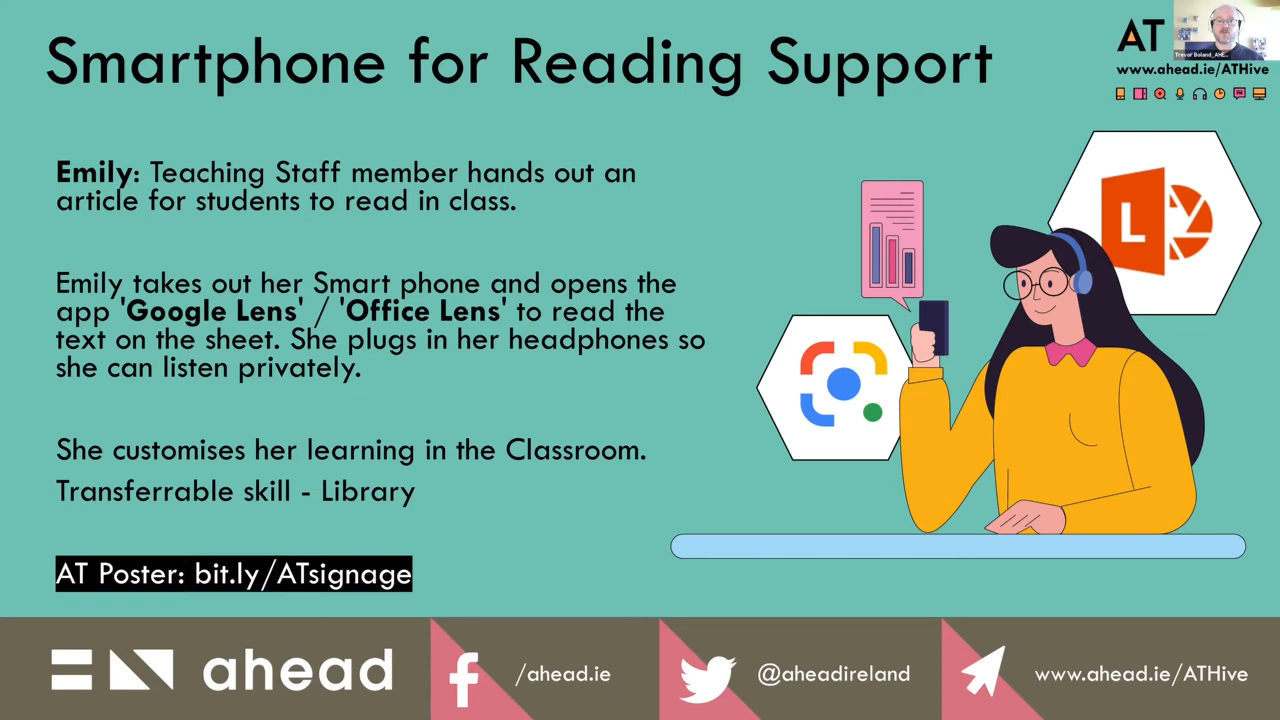 Smartphone for Reading Support
AT
Trevor Boland_AHE...
www.ahead.ie/ATHive
Emily: Teaching Staff member hands out an
article for students to read in class.
Emily takes out her Smart phone and opens the
app 'Google Lens' / 'Office Lens' to read the
text on the sheet. She plugs in her headphones so
she can listen privately.
She customises her learning in the Classroom.
Transferrable skill - Library
AT Poster: bit.ly/ATsignage
L
ahead
/ahead.ie
@aheadireland
www.ahead.ie/ATHive